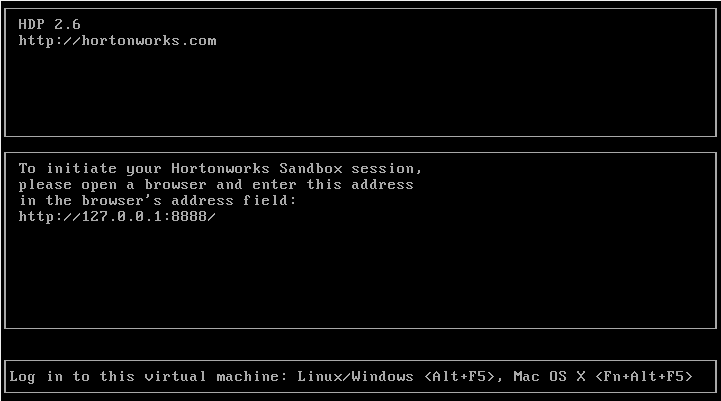 HDP 2.6
http://hortonworks.com
To initiate your Hortonworks Sandbox session,
please open a browser and enter this address
in the browser's address field:
http://127.0.0.1:8888/
Log in to this virtual machine: Linux/Windows <Alt+F5>, Mac OS X <Fn+Alt+F5>